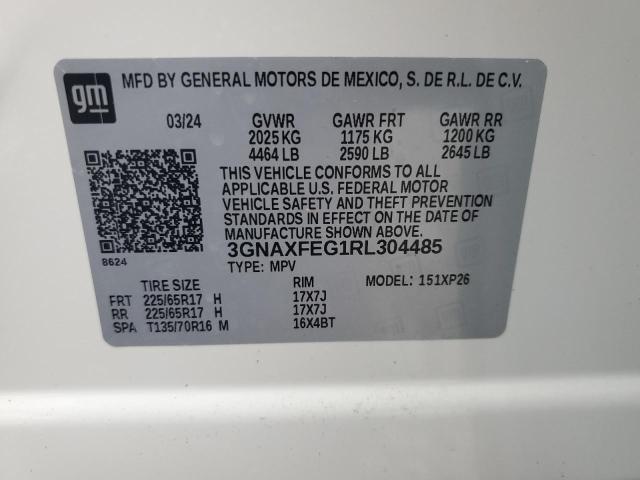 gm
MFD BY GENERAL MOTORS DE MEXICO, S. DE R.L. DE C.V.
03/24 GVWR GAWR FRT GAWR RR
2025 KG 1175 KG 1200 KG
4464 LB 2590 LB 2645 LB
THIS VEHICLE CONFORMS TO ALL
APPLICABLE U.S. FEDERAL MOTOR
VEHICLE SAFETY AND THEFT PREVENTION
STANDARDS IN EFFECT ON THE DATE OF
MANUFACTURE SHOWN ABOVE.
3GNAXFEG1RL304485
8624 TYPE: MPV
TIRE SIZE RIM MODEL: 151XP26
FRT 225/65R17 H 17X7J
RR 225/65R17 H 17X7J
SPA T135/70R16 M 16X4BT